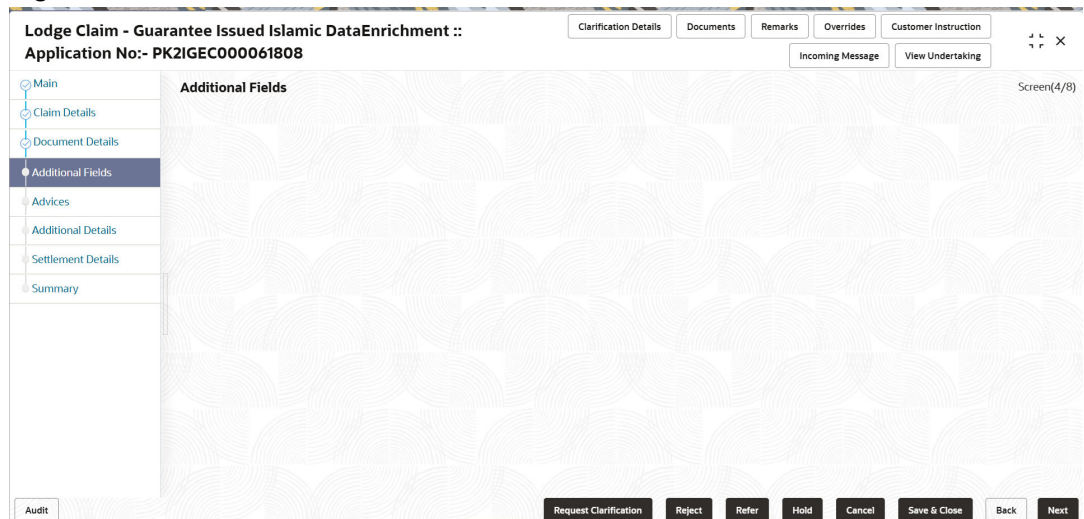 Lodge Claim - Guarantee Issued Islamic DataEnrichment ::
Application No:- PK2IGEC000061808
Clarification Details
Documents
Remarks
Overrides
Customer Instruction
Incoming Message
View Undertaking
Main
Claim Details
Document Details
Additional Fields
Advices
Additional Details
Settlement Details
Summary
Additional Fields
Screen(4/8)
Audit
Request Clarification
Reject
Refer
Hold
Cancel
Save & Close
Back
Next